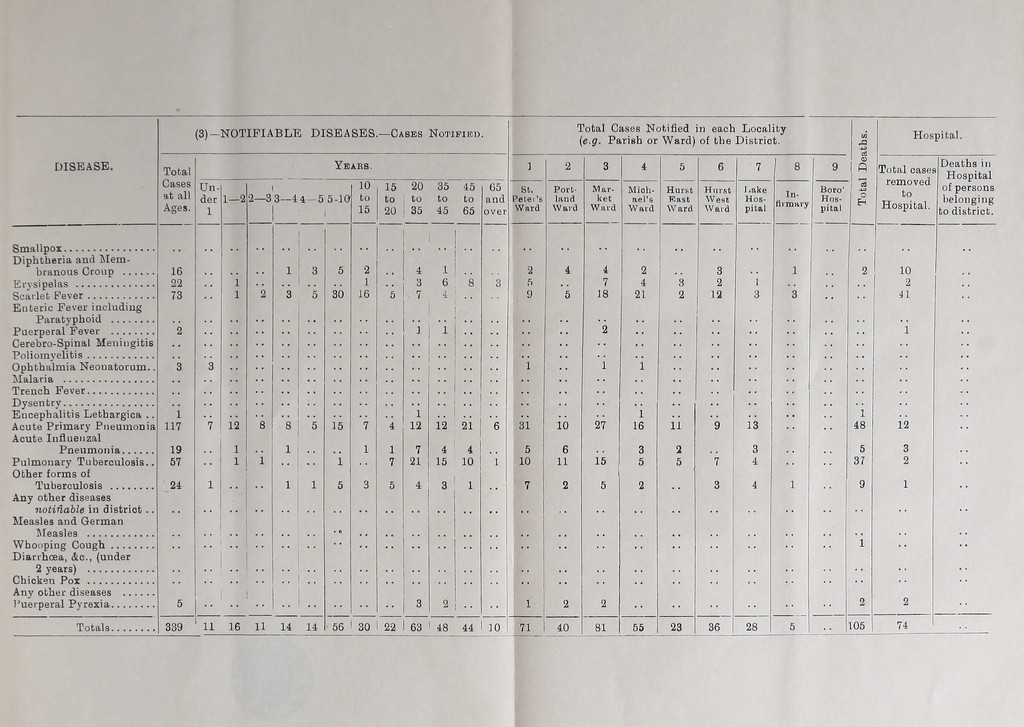 DISEASE. (3)—NOTIFIABLE DISEASES.—CASES NOTIFIED. Total Cases Notified in each Locality (e.g. Parish or Ward) of the District. Total Deaths. Hospital.
Total Cases at all Ages. YEARS. 1 2 3 4 5 6 7 8 9 Total cases removed to Hospital. Deaths in Hospital of persons belonging to district.
Under 1 1—2 2—3 3—4 4—5 5-10 10 to 15 15 to 20 20 to 35 35 to 45 45 to 65 65 and over St. Peter's Ward Portland Ward Market Ward Michael's Ward Hurst East Ward Hurst West Ward Lake Hospital Infirmary Boro' Hospital
Smallpox................ .. .. .. .. .. .. .. .. .. .. .. .. .. .. .. .. .. .. .. .. .. .. .. .. .. ..
Diphtheria and Mem-
branous Croup ...... 16 .. .. .. 1 3 5 2 .. 4 1 .. .. 2 4 4 2 .. 3 .. 1 .. 2 10 ..
Erysipelas .............. 22 .. 1 .. .. .. .. 1 .. 3 6 8 3 5 .. 7 4 3 2 1 .. .. .. 2 ..
Scarlet Fever............ 73 .. 1 2 3 5 30 16 5 7 4 .. .. 9 5 18 21 2 12 3 3 .. .. 41 ..
Enteric Fever including
Paratyphoid ........ .. .. .. .. .. .. .. .. .. .. .. .. .. .. .. .. .. .. .. .. .. .. .. .. ..
Puerperal Fever ........ 2 .. .. .. .. .. .. .. .. 1 1 .. .. .. .. 2 .. .. .. .. .. .. .. 1 ..
Cerebro-Spinal Meningitis .. .. .. .. .. .. .. .. .. .. .. .. .. .. .. .. .. .. .. .. .. .. .. .. ..
Poliomyelitis............ .. .. .. .. .. .. .. .. .. .. .. .. .. .. .. .. .. .. .. .. .. .. .. .. ..
Ophthalmia Neonatorum.. 3 3 .. .. .. .. .. .. .. .. .. .. .. 1 .. 1 1 .. .. .. .. .. .. .. ..
Malaria ................ .. .. .. .. .. .. .. .. .. .. .. .. .. .. .. .. .. .. .. .. .. .. .. .. ..
Trench Fever............ .. .. .. .. .. .. .. .. .. .. .. .. .. .. .. .. .. .. .. .. .. .. .. .. ..
Dysentry................ .. .. .. .. .. .. .. .. .. .. .. .. .. .. .. .. .. .. .. .. .. .. .. .. ..
Encephalitis Lethargica .. 1 .. .. .. .. .. .. .. .. 1 .. .. .. .. .. .. 1 .. .. .. .. .. 1 .. ..
Acute Primary Pneumonia 117 7 12 8 8 5 15 7 4 12 12 21 6 31 10 27 16 11 9 13 .. .. 48 12 ..
Acute Influenzal
Pneumonia...... 19 .. 1 .. 1 .. .. 1 1 7 4 4 .. 5 6 .. 3 2 .. 3 .. .. 5 3 ..
Pulmonary Tuberculosis.. 57 .. 1 1 .. .. 1 .. 7 21 15 10 1 10 11 15 5 5 7 4 .. .. 37 2 ..
Other forms of
Tuberculosis ........ 24 1 .. .. 1 1 5 3 5 4 3 1 .. 7 2 5 2 .. 3 4 1 .. 9 1 ..
Any other diseases
notifiable in district .. .. .. .. .. .. .. .. .. .. .. .. .. .. .. .. .. .. .. .. .. .. .. .. .. ..
Measles and German
Measles ............ .. .. .. .. .. .. .. .. .. .. .. .. .. .. .. .. .. .. .. .. .. .. .. .. ..
Whooping Cough........ .. .. .. .. .. .. .. .. .. .. .. .. .. .. .. .. .. .. .. .. .. .. 1 .. ..
Diarrhœa, &c., (under
2 years) ............ .. .. .. .. .. .. .. .. .. .. .. .. .. .. .. .. .. .. .. .. .. .. .. .. ..
Chicken Pox ............ .. .. .. .. .. .. .. .. .. .. .. .. .. .. .. .. .. .. .. .. .. .. .. .. ..
Any other diseases ......
Puerperal Pyrexia........ 5 .. .. .. .. .. .. .. .. 3 2 .. .. 1 2 2 .. .. .. .. .. .. 2 2 ..
Totals........ 339 11 16 11 14 14 56 30 22 63 48 44 10 71 40 81 55 23 36 28 5 .. 105 74 ..